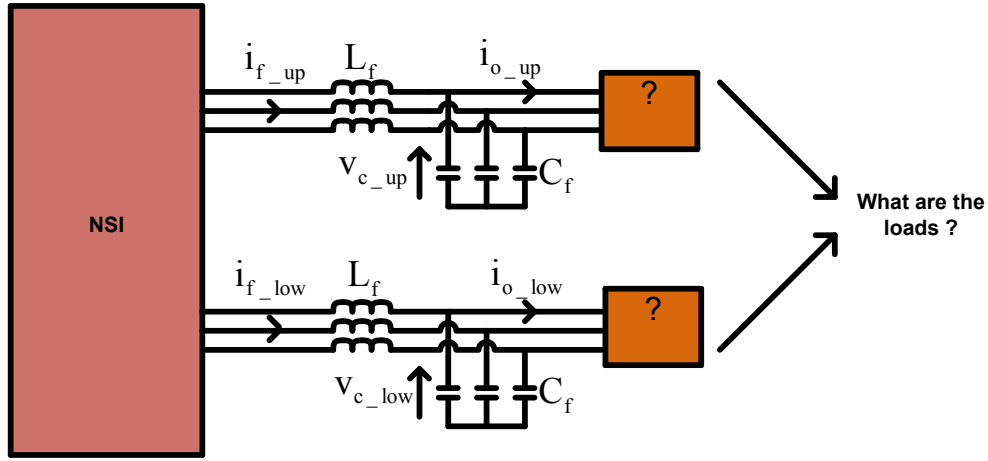 i_f_up
L_f
i_o_up
?
v_c_up
C_f
NSI
What are the
loads ?
i_f_low
L_f
i_o_low
?
v_c_low
C_f